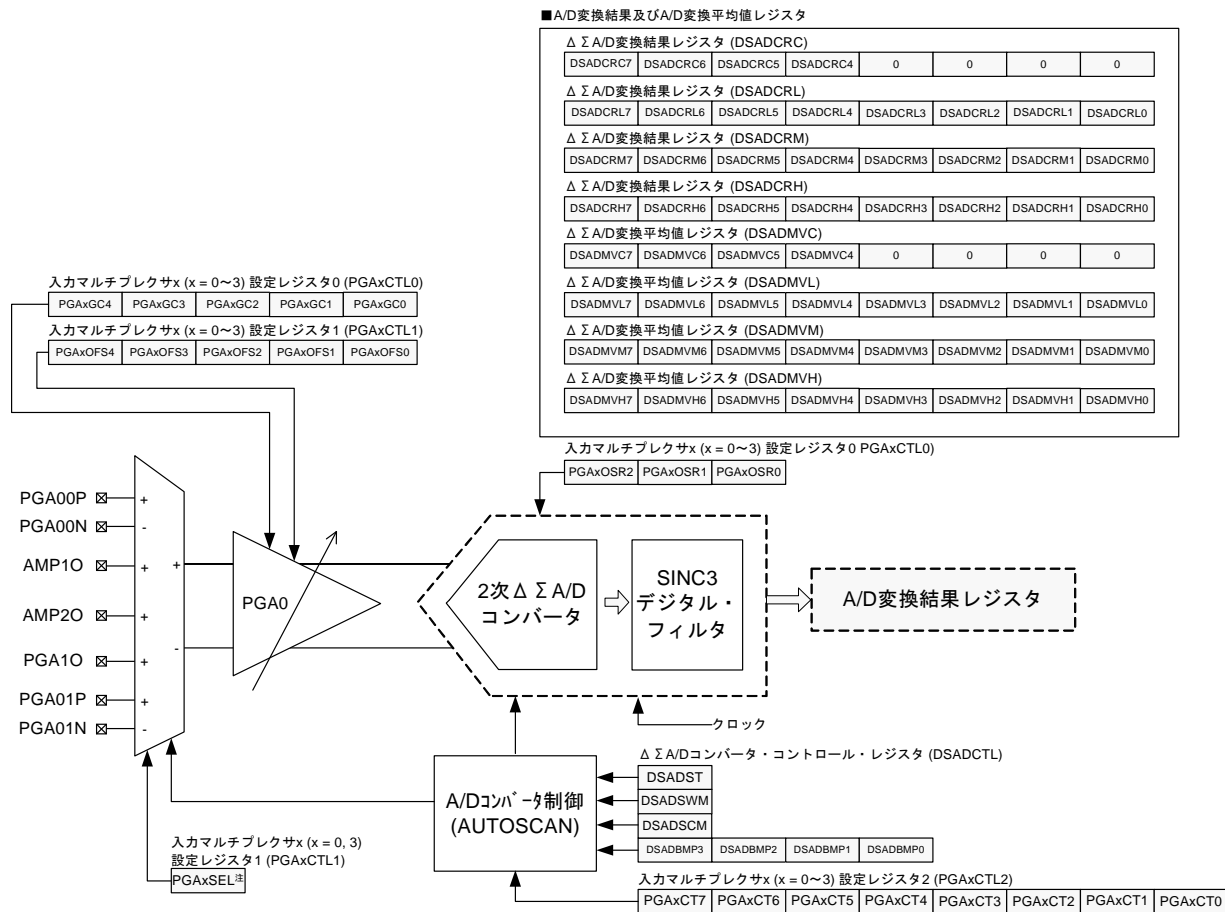 ■A/D変換結果及びA/D変換平均値レジスタ
ΔΣA/D変換結果レジスタ (DSADCRC)
DSADCRC7 DSADCRC6 DSADCRC5 DSADCRC4 0 0 0 0
ΔΣA/D変換結果レジスタ (DSADCRL)
DSADCRL7 DSADCRL6 DSADCRL5 DSADCRL4 DSADCRL3 DSADCRL2 DSADCRL1 DSADCRL0
ΔΣA/D変換結果レジスタ (DSADCRM)
DSADCRM7 DSADCRM6 DSADCRM5 DSADCRM4 DSADCRM3 DSADCRM2 DSADCRM1 DSADCRM0
ΔΣA/D変換結果レジスタ (DSADCRH)
DSADCRH7 DSADCRH6 DSADCRH5 DSADCRH4 DSADCRH3 DSADCRH2 DSADCRH1 DSADCRH0
ΔΣA/D変換平均値レジスタ (DSADMVC)
DSADMVC7 DSADMVC6 DSADMVC5 DSADMVC4 0 0 0 0
ΔΣA/D変換平均値レジスタ (DSADMVL)
DSADMVL7 DSADMVL6 DSADMVL5 DSADMVL4 DSADMVL3 DSADMVL2 DSADMVL1 DSADMVL0
ΔΣA/D変換平均値レジスタ (DSADMVM)
DSADMVM7 DSADMVM6 DSADMVM5 DSADMVM4 DSADMVM3 DSADMVM2 DSADMVM1 DSADMVM0
ΔΣA/D変換平均値レジスタ (DSADMVH)
DSADMVH7 DSADMVH6 DSADMVH5 DSADMVH4 DSADMVH3 DSADMVH2 DSADMVH1 DSADMVH0
入力マルチプレクサx (x = 0～3) 設定レジスタ0 (PGAxCTL0)
PGAxGC4 PGAxGC3 PGAxGC2 PGAxGC1 PGAxGC0
入力マルチプレクサx (x = 0～3) 設定レジスタ1 (PGAxCTL1)
PGAxOFS4 PGAxOFS3 PGAxOFS2 PGAxOFS1 PGAxOFS0
入力マルチプレクサx (x = 0～3) 設定レジスタ0 PGAxCTL0)
PGAxOSR2 PGAxOSR1 PGAxOSR0
PGA00P +
PGA00N -
AMP1O +
AMP2O +
PGA1O +
PGA01P +
PGA01N -
+
-
PGA0
2次ΔΣA/D
コンバータ
SINC3
デジタル・
フィルタ
A/D変換結果レジスタ
クロック
A/Dｺﾝﾊﾞｰﾀ制御
(AUTOSCAN)
ΔΣA/Dコンバータ・コントロール・レジスタ (DSADCTL)
DSADST
DSADSWM
DSADSCM
DSADBMP3 DSADBMP2 DSADBMP1 DSADBMP0
入力マルチプレクサx (x = 0, 3)
設定レジスタ1 (PGAxCTL1)
PGAxSEL注
入力マルチプレクサx (x = 0～3) 設定レジスタ2 (PGAxCTL2)
PGAxCT7 PGAxCT6 PGAxCT5 PGAxCT4 PGAxCT3 PGAxCT2 PGAxCT1 PGAxCT0